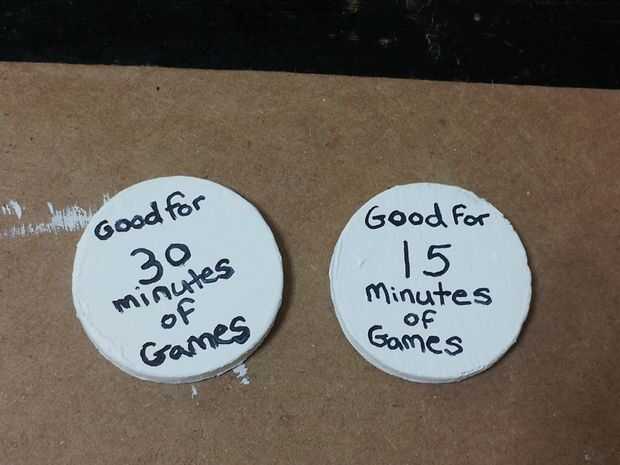 Good for
30
minutes
of
Games
Good For
15
Minutes
of
Games